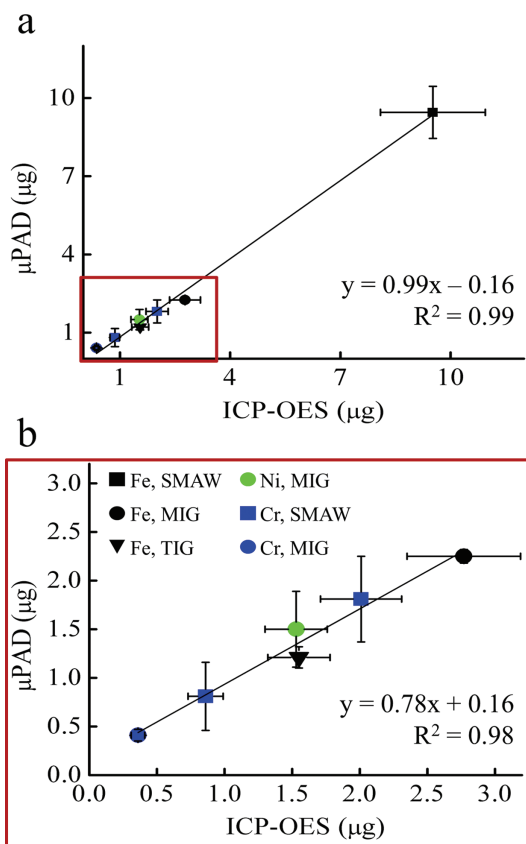 a
10
7
4
1
μPAD (μg)
y = 0.99x – 0.16
R² = 0.99
1 4 7 10
ICP-OES (μg)
b
3.0
2.5
2.0
1.5
1.0
0.5
0.0
μPAD (μg)
Fe, SMAW Ni, MIG
Fe, MIG Cr, SMAW
Fe, TIG Cr, MIG
y = 0.78x + 0.16
R² = 0.98
0.0 0.5 1.0 1.5 2.0 2.5 3.0
ICP-OES (μg)